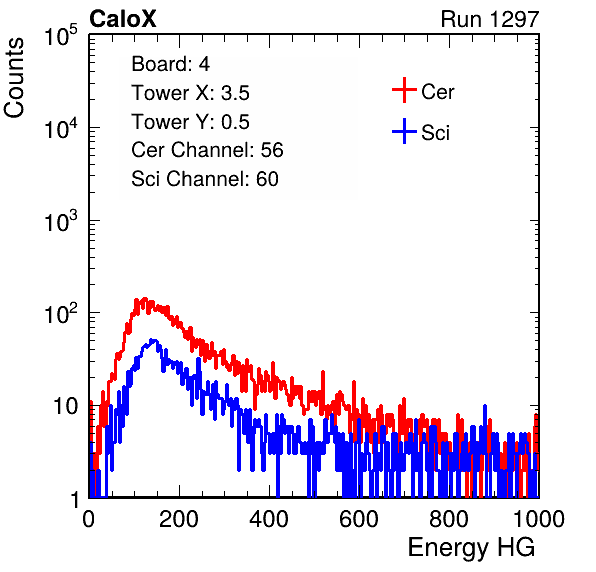 CaloX Run 1297
Counts
10^5
10^4
10^3
10^2
10
1
Board: 4
Tower X: 3.5
Tower Y: 0.5
Cer Channel: 56
Sci Channel: 60
Cer
Sci
0 200 400 600 800 1000
Energy HG